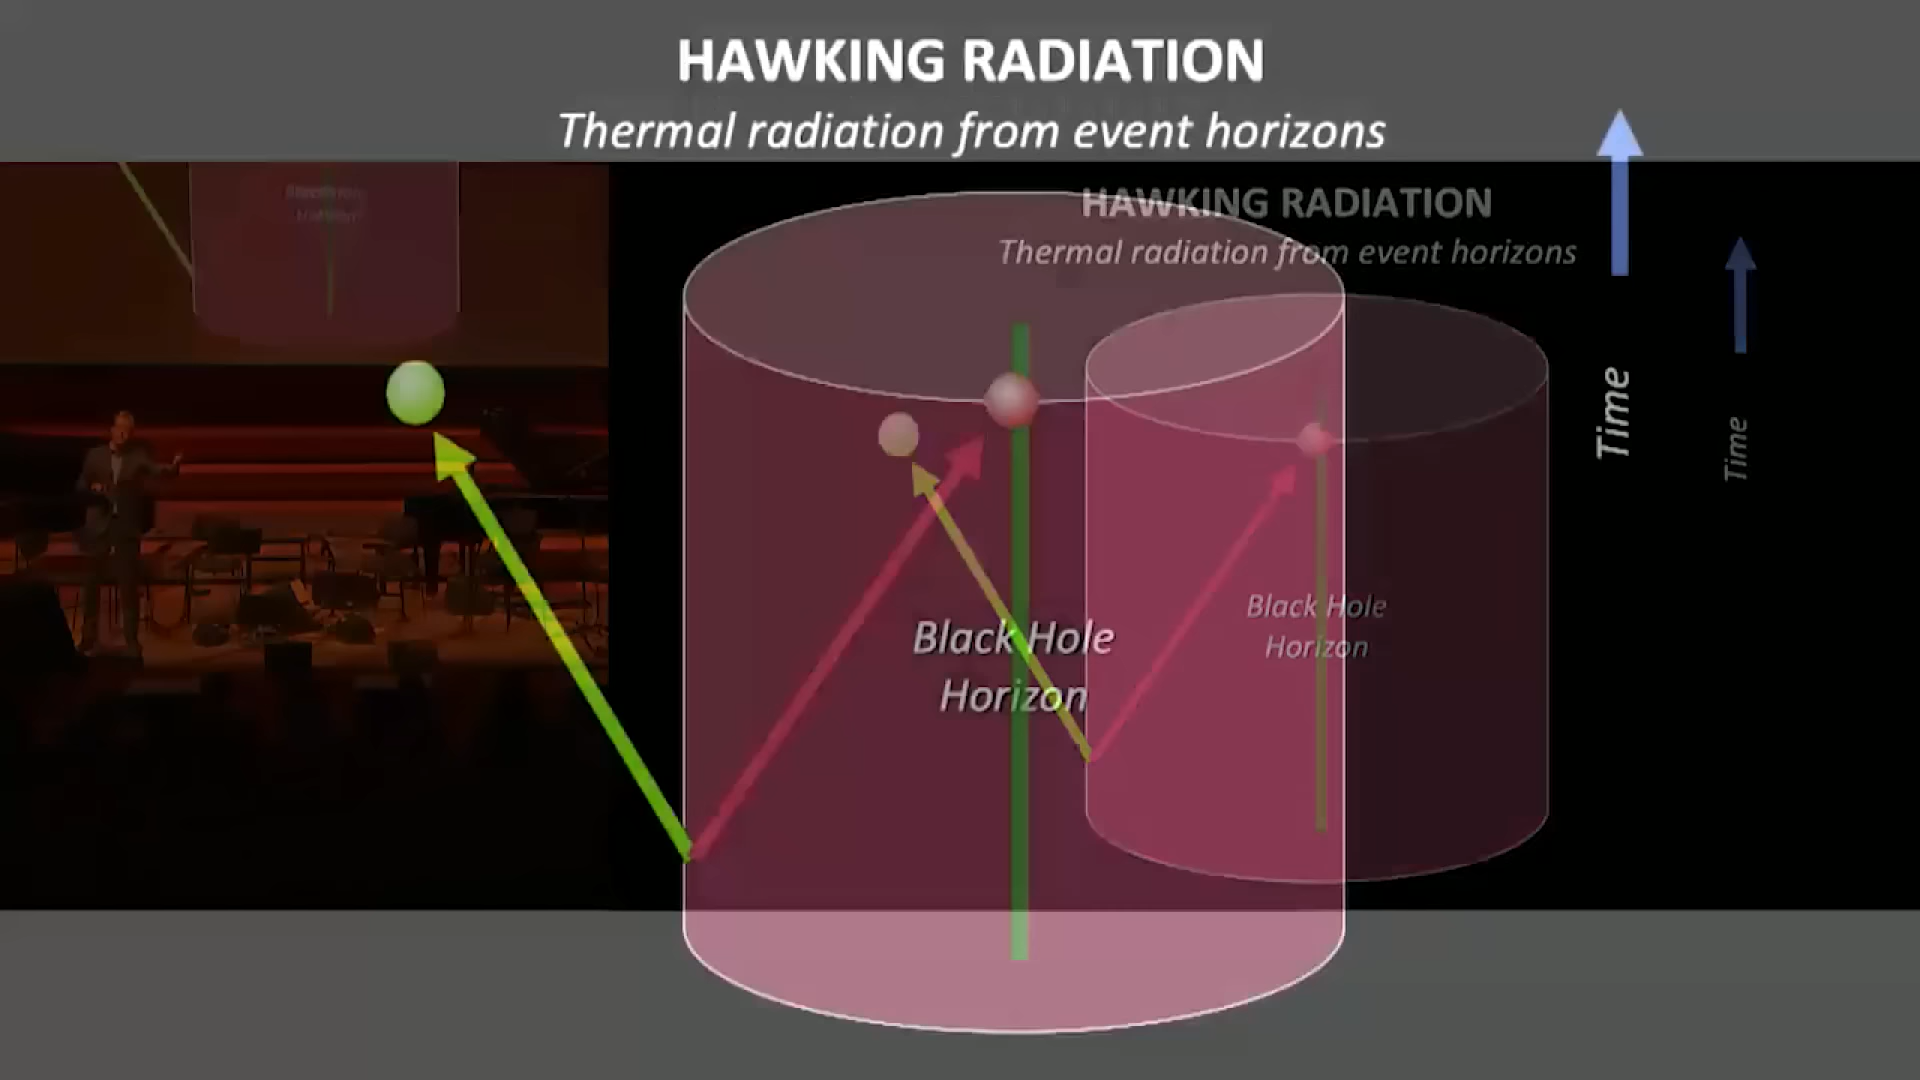 HAWKING RADIATION
Thermal radiation from event horizons
HAWKING RADIATION
Thermal radiation from event horizons
Time
Time
Black Hole
Horizon
Black Hole
Horizon